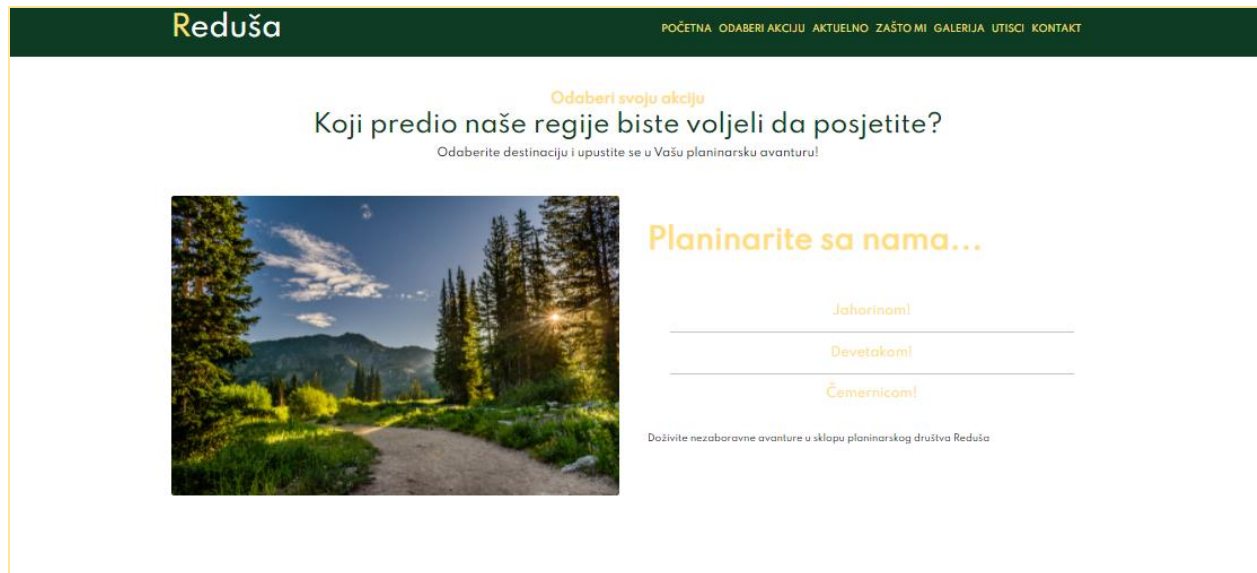 Reduša
POČETNA ODABERI AKCIJU AKTUELNO ZAŠTO MI GALERIJA UTISCI KONTAKT
Odaberi svoju akciju
Koji predio naše regije biste voljeli da posjetite?
Odaberite destinaciju i upustite se u Vašu planinarsku avanturu!
Planinarite sa nama...
Jahorinom!
Devetakom!
Čemernicom!
Doživite nezaboravne avanture u sklopu planinarskog društva Reduša